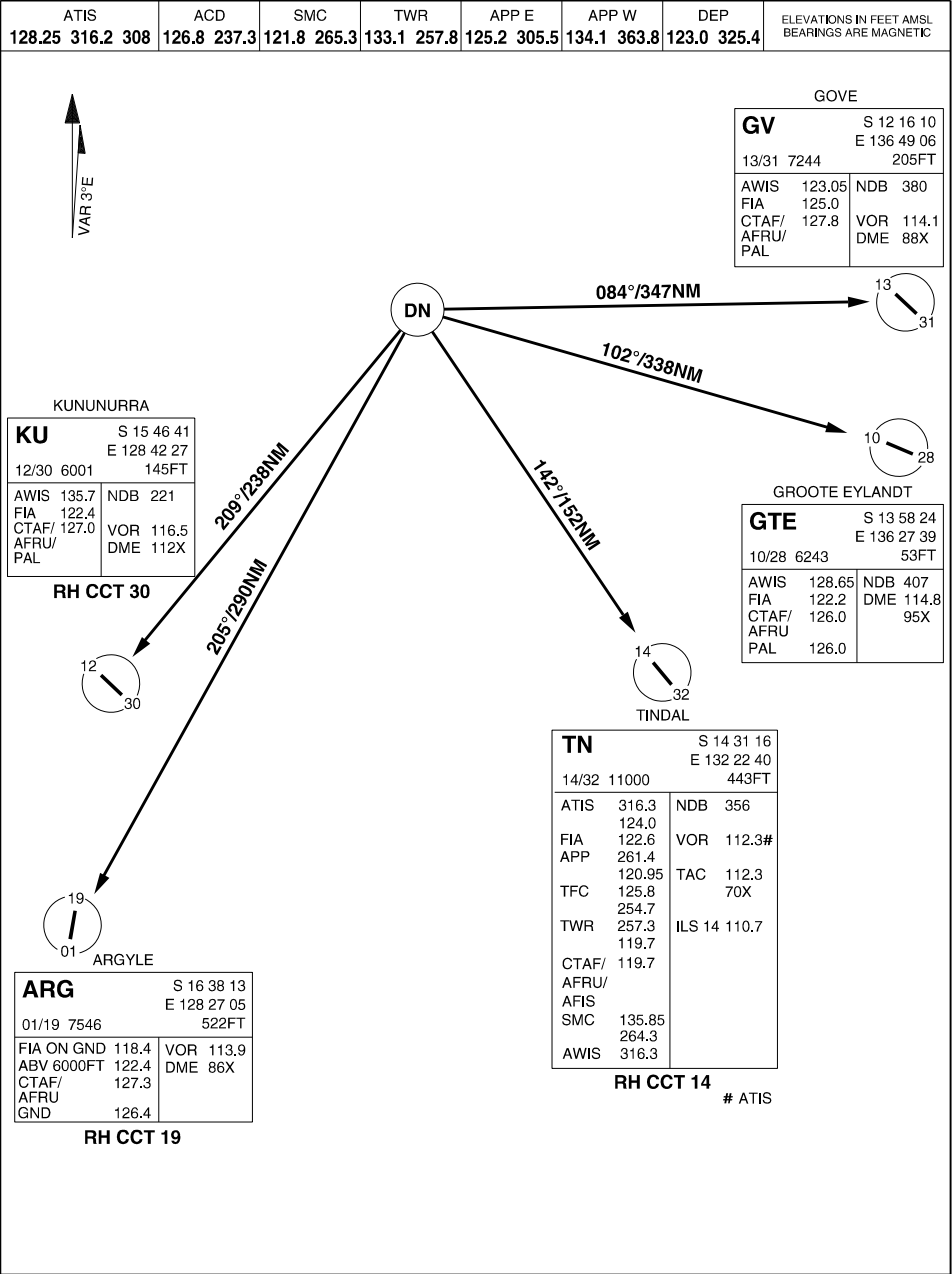 ATIS
128.25 316.2 308
ACD
126.8 237.3
SMC
121.8 265.3
TWR
133.1 257.8
APP E
125.2 305.5
APP W
134.1 363.8
DEP
123.0 325.4
ELEVATIONS IN FEET AMSL
BEARINGS ARE MAGNETIC
VAR 3°E
GOVE
GV S 12 16 10
E 136 49 06
13/31 7244 205FT
AWIS 123.05 NDB 380
FIA 125.0
CTAF/ 127.8 VOR 114.1
AFRU/ DME 88X
PAL
13
31
DN
084°/347NM
102°/338NM
142°/152NM
209°/238NM
205°/290NM
KUNUNURRA
KU S 15 46 41
E 128 42 27
12/30 6001 145FT
AWIS 135.7 NDB 221
FIA 122.4
CTAF/ 127.0 VOR 116.5
AFRU/ DME 112X
PAL
RH CCT 30
12
30
10
28
GROOTE EYLANDT
GTE S 13 58 24
E 136 27 39
10/28 6243 53FT
AWIS 128.65 NDB 407
FIA 122.2 DME 114.8
CTAF/ 126.0 95X
AFRU
PAL 126.0
14
32
TINDAL
TN S 14 31 16
E 132 22 40
14/32 11000 443FT
ATIS 316.3 NDB 356
124.0
FIA 122.6 VOR 112.3#
APP 261.4
120.95 TAC 112.3
TFC 125.8 70X
254.7
TWR 257.3 ILS 14 110.7
119.7
CTAF/ 119.7
AFRU/
AFIS
SMC 135.85
264.3
AWIS 316.3
RH CCT 14
# ATIS
19
01
ARGYLE
ARG S 16 38 13
E 128 27 05
01/19 7546 522FT
FIA ON GND 118.4 VOR 113.9
ABV 6000FT 122.4 DME 86X
CTAF/ 127.3
AFRU
GND 126.4
RH CCT 19